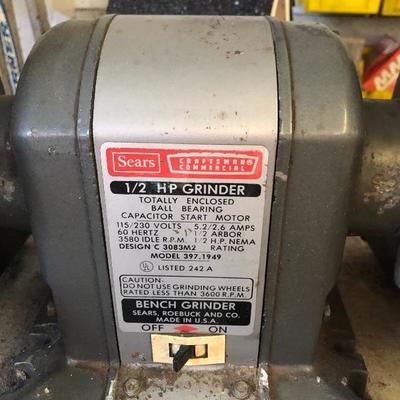 Sears CRAFTSMAN® COMMERCIAL
1/2 HP GRINDER
TOTALLY ENCLOSED
BALL BEARING
CAPACITOR START MOTOR
115/230 VOLTS 5.2/2.6 AMPS
60 HERTZ 1/2 ARBOR
3580 IDLE R.P.M. 1/2 H.P. NEMA
DESIGN C 3083M2 RATING
MODEL 397.1949
UL LISTED 242 A
CAUTION-
DO NOT USE GRINDING WHEELS
RATED LESS THAN 3600 R.P.M.
BENCH GRINDER
SEARS, ROEBUCK AND CO.
MADE IN U.S.A.
OFF ON